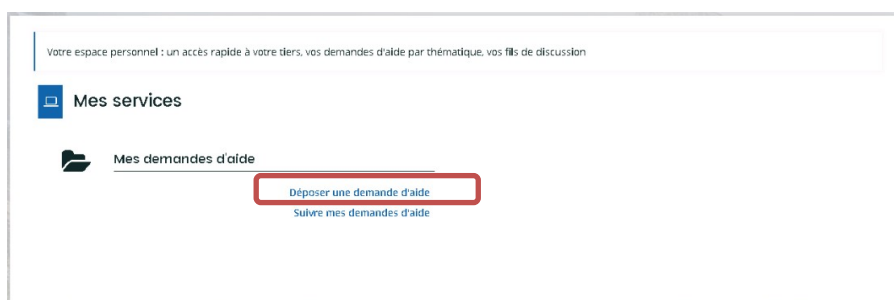 Votre espace personnel : un accès rapide à votre tiers, vos demandes d'aide par thématique, vos fils de discussion
Mes services
Mes demandes d'aide
Déposer une demande d'aide
Suivre mes demandes d'aide